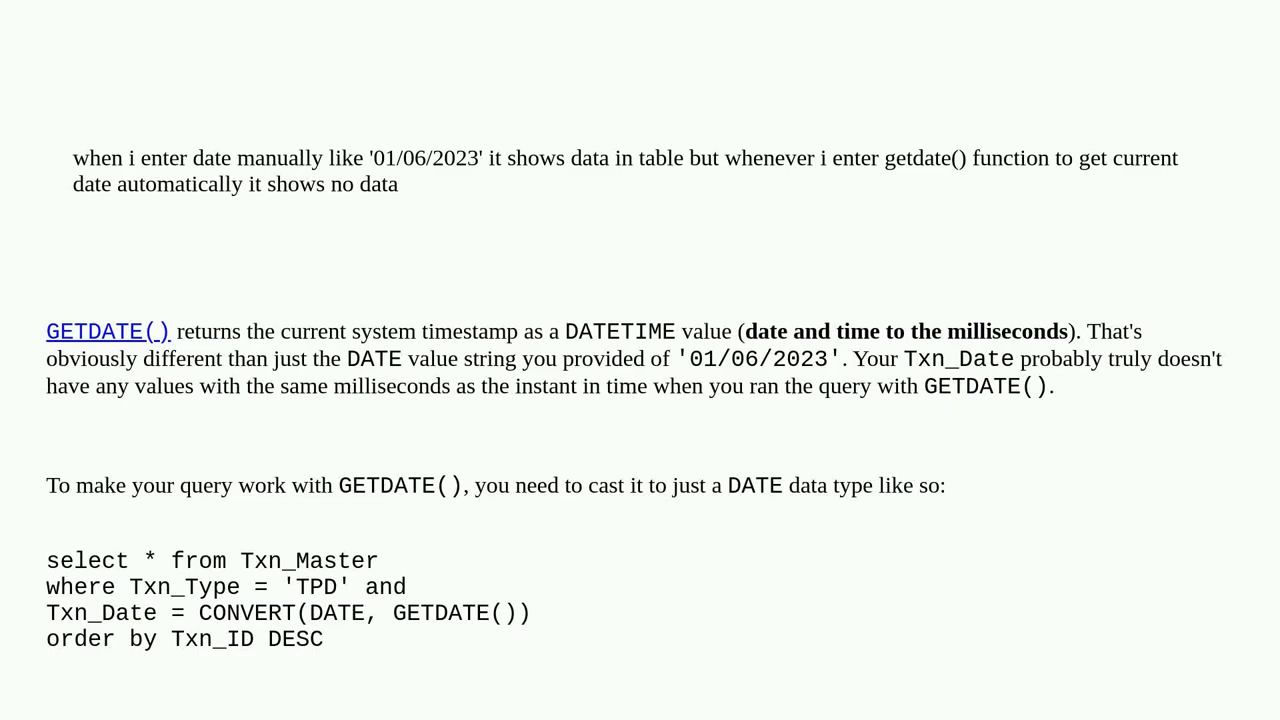 when i enter date manually like '01/06/2023' it shows data in table but whenever i enter getdate() function to get current
date automatically it shows no data
GETDATE() returns the current system timestamp as a DATETIME value (date and time to the milliseconds). That's
obviously different than just the DATE value string you provided of '01/06/2023'. Your Txn_Date probably truly doesn't
have any values with the same milliseconds as the instant in time when you ran the query with GETDATE().
To make your query work with GETDATE(), you need to cast it to just a DATE data type like so:
select * from Txn_Master
where Txn_Type = 'TPD' and
Txn_Date = CONVERT(DATE, GETDATE())
order by Txn_ID DESC